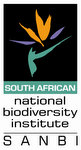 SOUTH AFRICAN
national
biodiversity
institute
SANBI